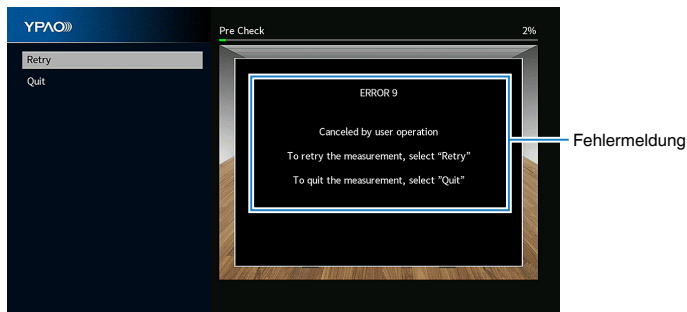 YPAO
Pre Check 2%
Retry
Quit
ERROR 9
Canceled by user operation
To retry the measurement, select “Retry”
To quit the measurement, select ”Quit”
Fehlermeldung